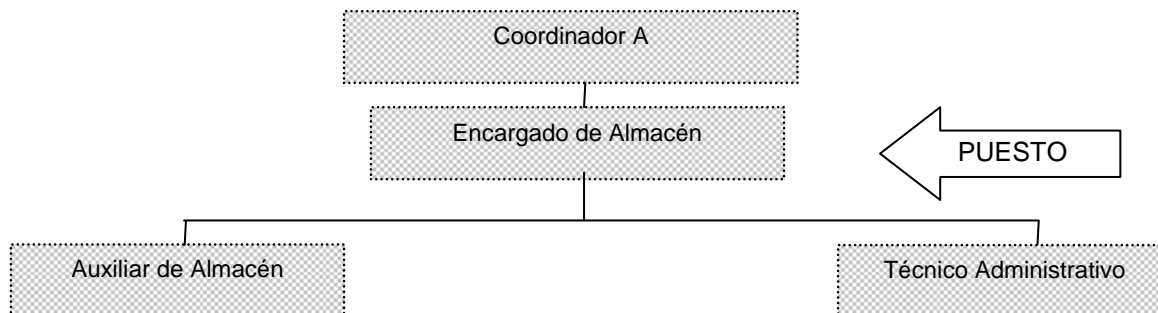 Coordinador A
Encargado de Almacén
PUESTO
Auxiliar de Almacén
Técnico Administrativo